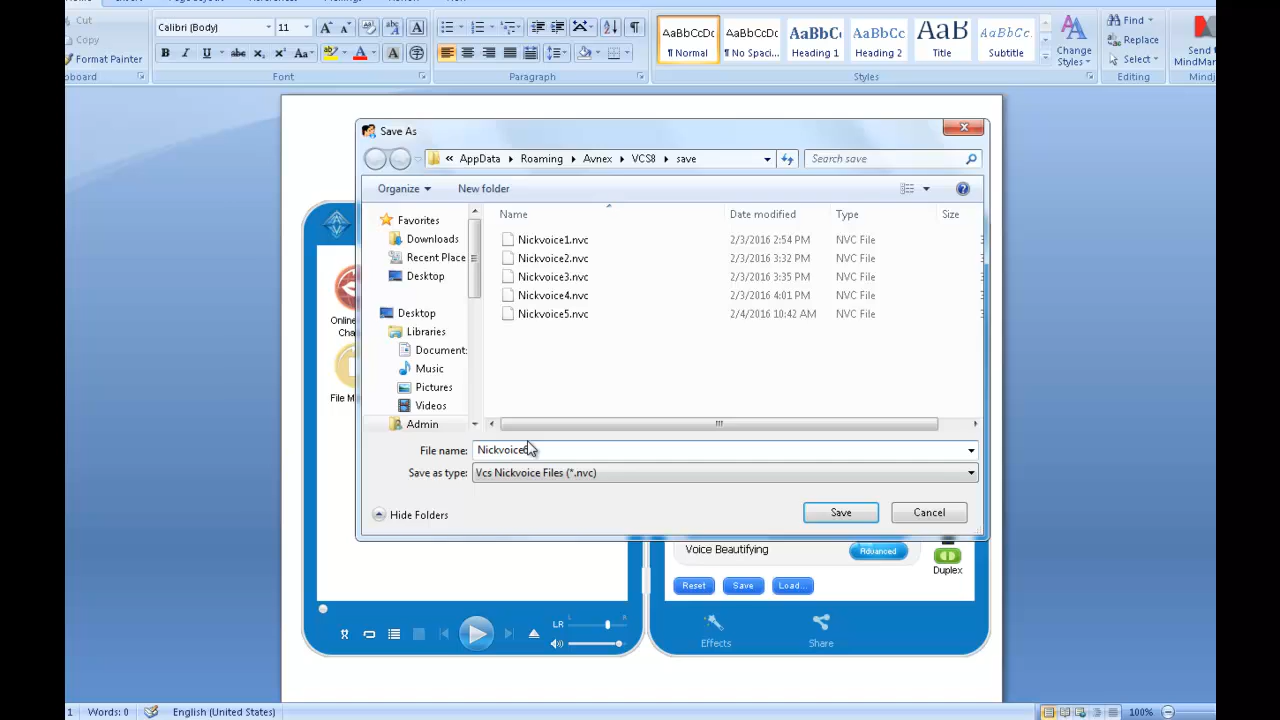 Cut
Copy
Format Painter
Calibri (Body) 11
Font
Paragraph
AaBbCcDc AaBbCcDc AaBbC AaBbCc AaB AaBbCc.
¶ Normal ¶ No Spaci... Heading 1 Heading 2 Title Subtitle
Change
Styles
Styles
Find
Replace
Select
Editing
Send
MindMan
Mindj
Save As
« AppData Roaming Avnex VCS8 save
Search save
Organize New folder
Favorites
Downloads
Recent Place
Desktop
Desktop
Libraries
Document:
Music
Pictures
Videos
Admin
Name Date modified Type Size
Nickvoice1.nvc 2/3/2016 2:54 PM NVC File
Nickvoice2.nvc 2/3/2016 3:32 PM NVC File
Nickvoice3.nvc 2/3/2016 3:35 PM NVC File
Nickvoice4.nvc 2/3/2016 4:01 PM NVC File
Nickvoice5.nvc 2/4/2016 10:42 AM NVC File
File name: Nickvoice6
Save as type: Vcs Nickvoice Files (*.nvc)
Hide Folders
Save Cancel
Online
Cha
File M
Voice Beautifying Advanced
Duplex
Reset Save Load...
LR
Effects Share
1 Words: 0 English (United States) 100%